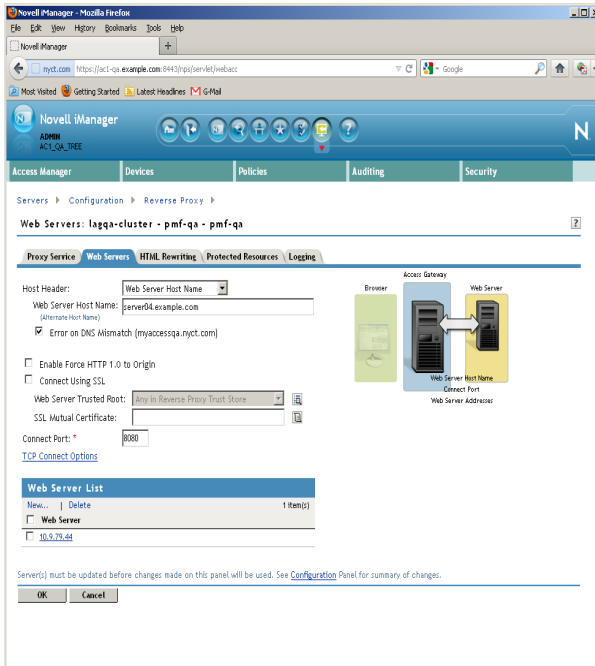 Novell iManager - Mozilla Firefox
File Edit View History Bookmarks Tools Help
Novell iManager
nyct.com https://ac1-qa.example.com:8443/nps/servlet/webacc
Google
Most Visited Getting Started Latest Headlines G-Mail
Novell iManager
ADMIN
AC1_QA_TREE
N
Access Manager Devices Policies Auditing Security
Servers Configuration Reverse Proxy
Web Servers: lagqa-cluster - pmf-qa - pmf-qa
?
Proxy Service Web Servers HTML Rewriting Protected Resources Logging
Host Header: Web Server Host Name
Web Server Host Name: server04.example.com
(Alternate Host Name)
Error on DNS Mismatch (myaccessqa.nyct.com)
Enable Force HTTP 1.0 to Origin
Connect Using SSL
Web Server Trusted Root: Any in Reverse Proxy Trust Store
SSL Mutual Certificate:
Connect Port: * 8080
TCP Connect Options
Access Gateway
Browser Web Server
Web Server Host Name
Connect Port
Web Server Addresses
Web Server List
New... | Delete 1 item(s)
Web Server
10.9.79.44
Server(s) must be updated before changes made on this panel will be used. See Configuration Panel for summary of changes.
OK Cancel